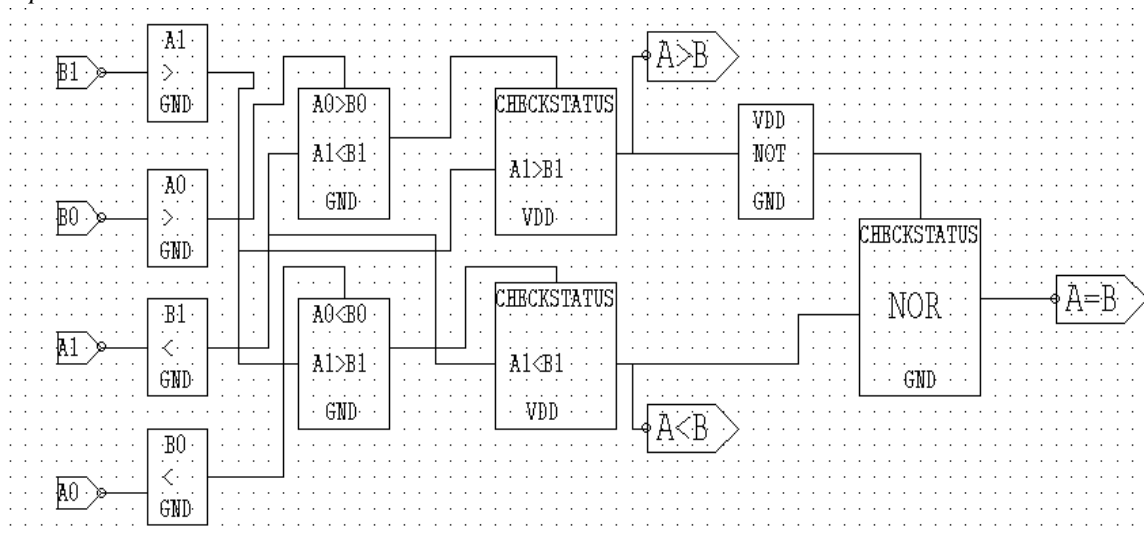 B1
A1
>
GND
B0
A0
>
GND
A1
B1
<
GND
A0
B0
<
GND
A0>B0
A1<B1
GND
A0<B0
A1>B1
GND
CHECKSTATUS
A1>B1
VDD
CHECKSTATUS
A1<B1
VDD
A>B
A<B
VDD
NOT
GND
CHECKSTATUS
NOR
GND
A=B